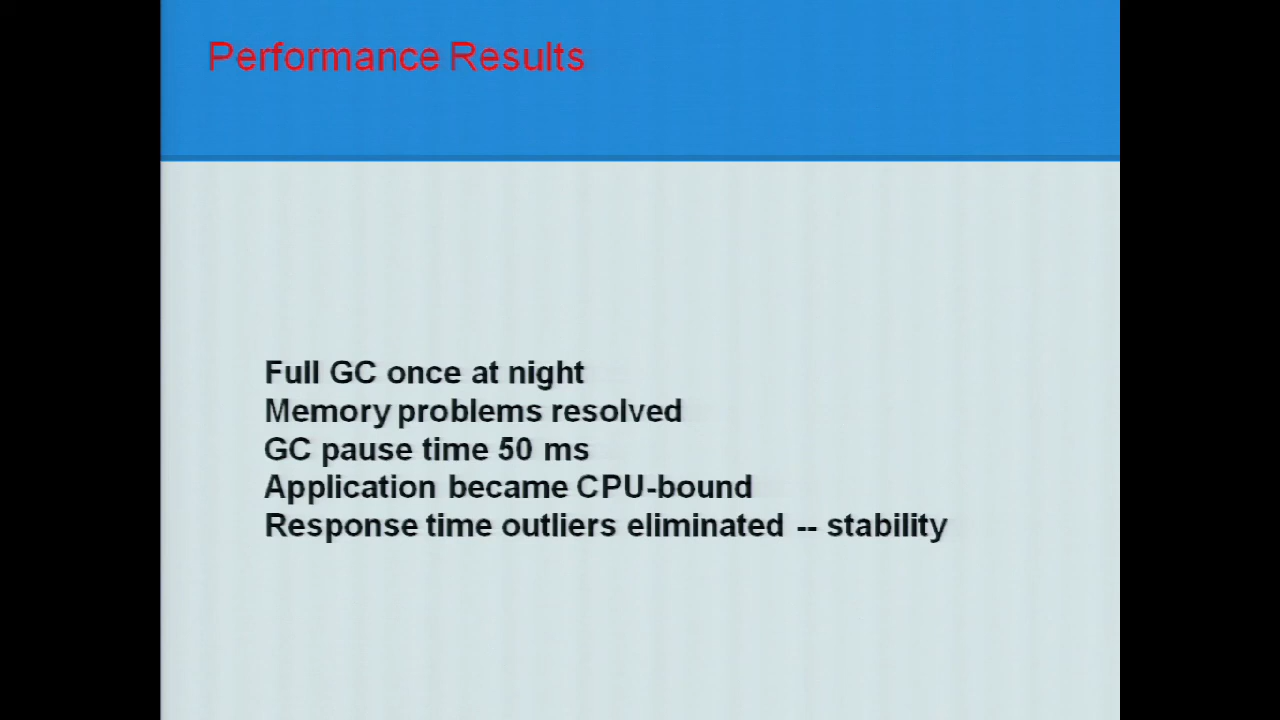 Performance Results
Full GC once at night
Memory problems resolved
GC pause time 50 ms
Application became CPU-bound
Response time outliers eliminated -- stability